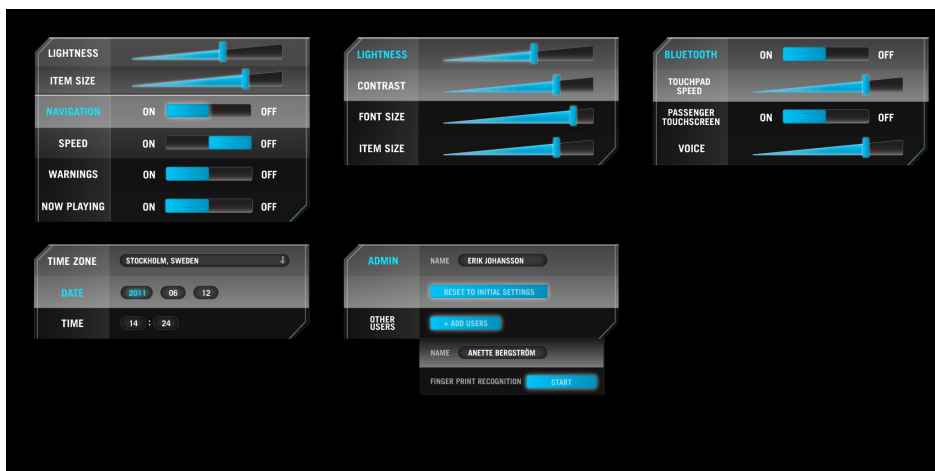 LIGHTNESS
ITEM SIZE
NAVIGATION ON OFF
SPEED ON OFF
WARNINGS ON OFF
NOW PLAYING ON OFF
LIGHTNESS
CONTRAST
FONT SIZE
ITEM SIZE
BLUETOOTH ON OFF
TOUCHPAD
SPEED
PASSENGER
TOUCHSCREEN ON OFF
VOICE
TIME ZONE STOCKHOLM, SWEDEN
DATE 2011 06 12
TIME 14 : 24
ADMIN NAME ERIK JOHANSSON
RESET TO INITIAL SETTINGS
OTHER
USERS + ADD USERS
NAME ANETTE BERGSTRÖM
FINGER PRINT RECOGNITION START